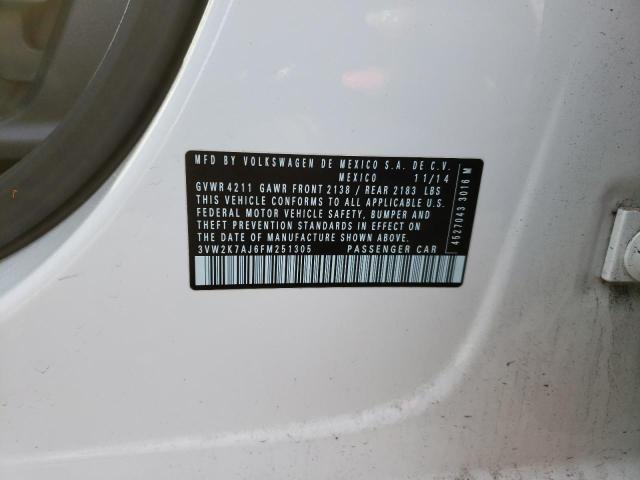 MFD BY VOLKSWAGEN DE MEXICO S.A. DE C.V.
MEXICO 11/14
GVWR 4211 GAWR FRONT 2138 / REAR 2183 LBS
THIS VEHICLE CONFORMS TO ALL APPLICABLE U.S.
FEDERAL MOTOR VEHICLE SAFETY, BUMPER AND
THEFT PREVENTION STANDARDS IN EFFECT ON
THE DATE OF MANUFACTURE SHOWN ABOVE.
3VW2K7AJ6FM251305 PASSENGER CAR
4527043 3016 M